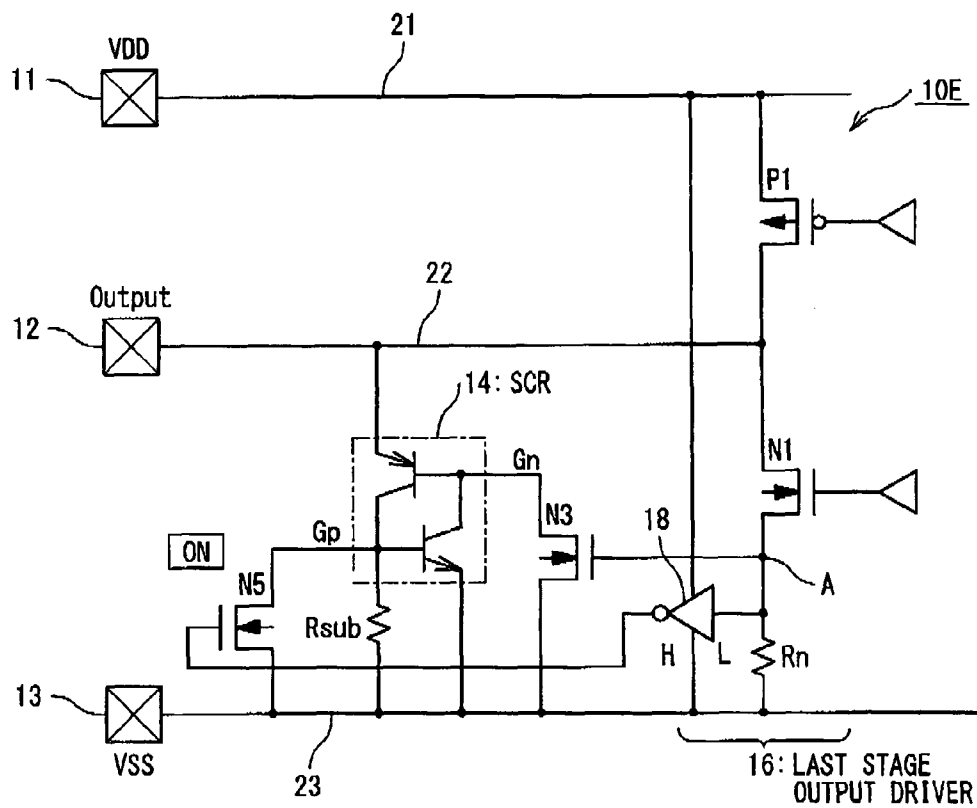 VDD
11
21
10E
P1
Output
12
22
14: SCR
N1
Gn
N3
18
A
Gp
ON
N5
Rsub
H
L
Rn
13
VSS
23
16: LAST STAGE
OUTPUT DRIVER